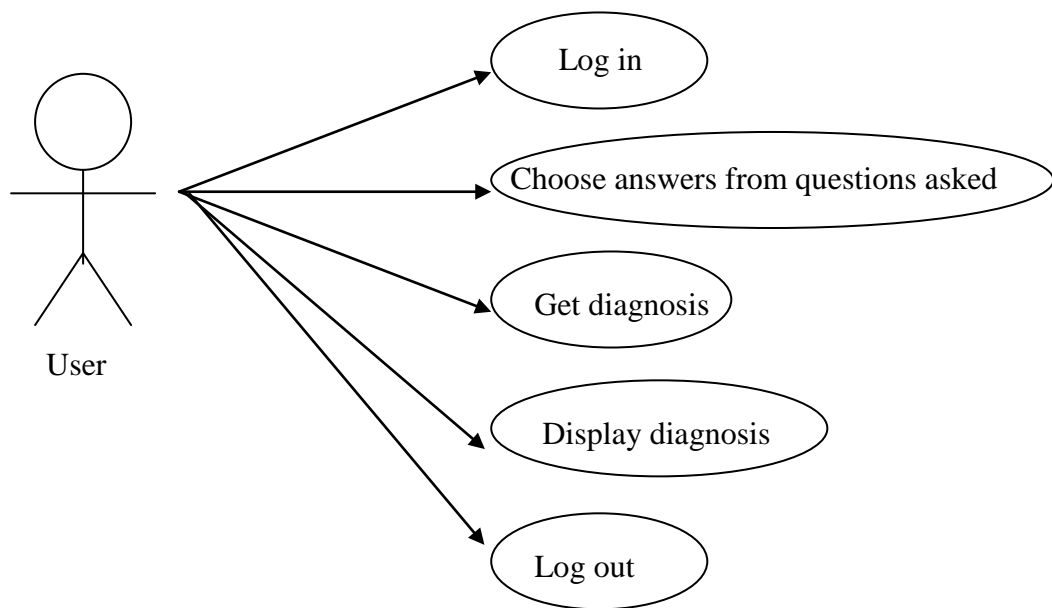 Log in
Choose answers from questions asked
Get diagnosis
User
Display diagnosis
Log out